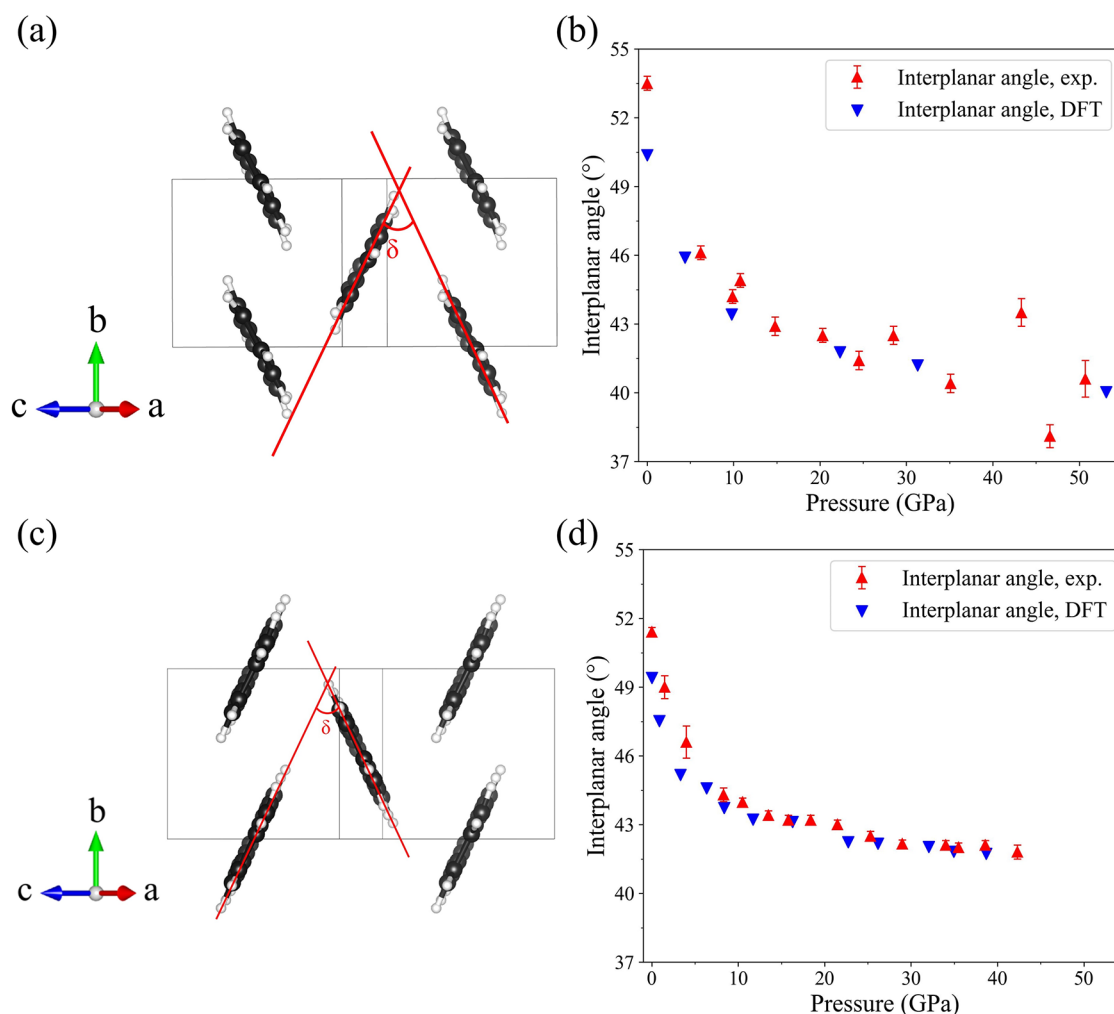 (a)
b
c
a
δ
(b)
55
52
49
46
43
40
37
Interplanar angle (°)
Interplanar angle, exp.
Interplanar angle, DFT
0
10
20
30
40
50
Pressure (GPa)
(c)
b
c
a
δ
(d)
55
52
49
46
43
40
37
Interplanar angle (°)
Interplanar angle, exp.
Interplanar angle, DFT
0
10
20
30
40
50
Pressure (GPa)